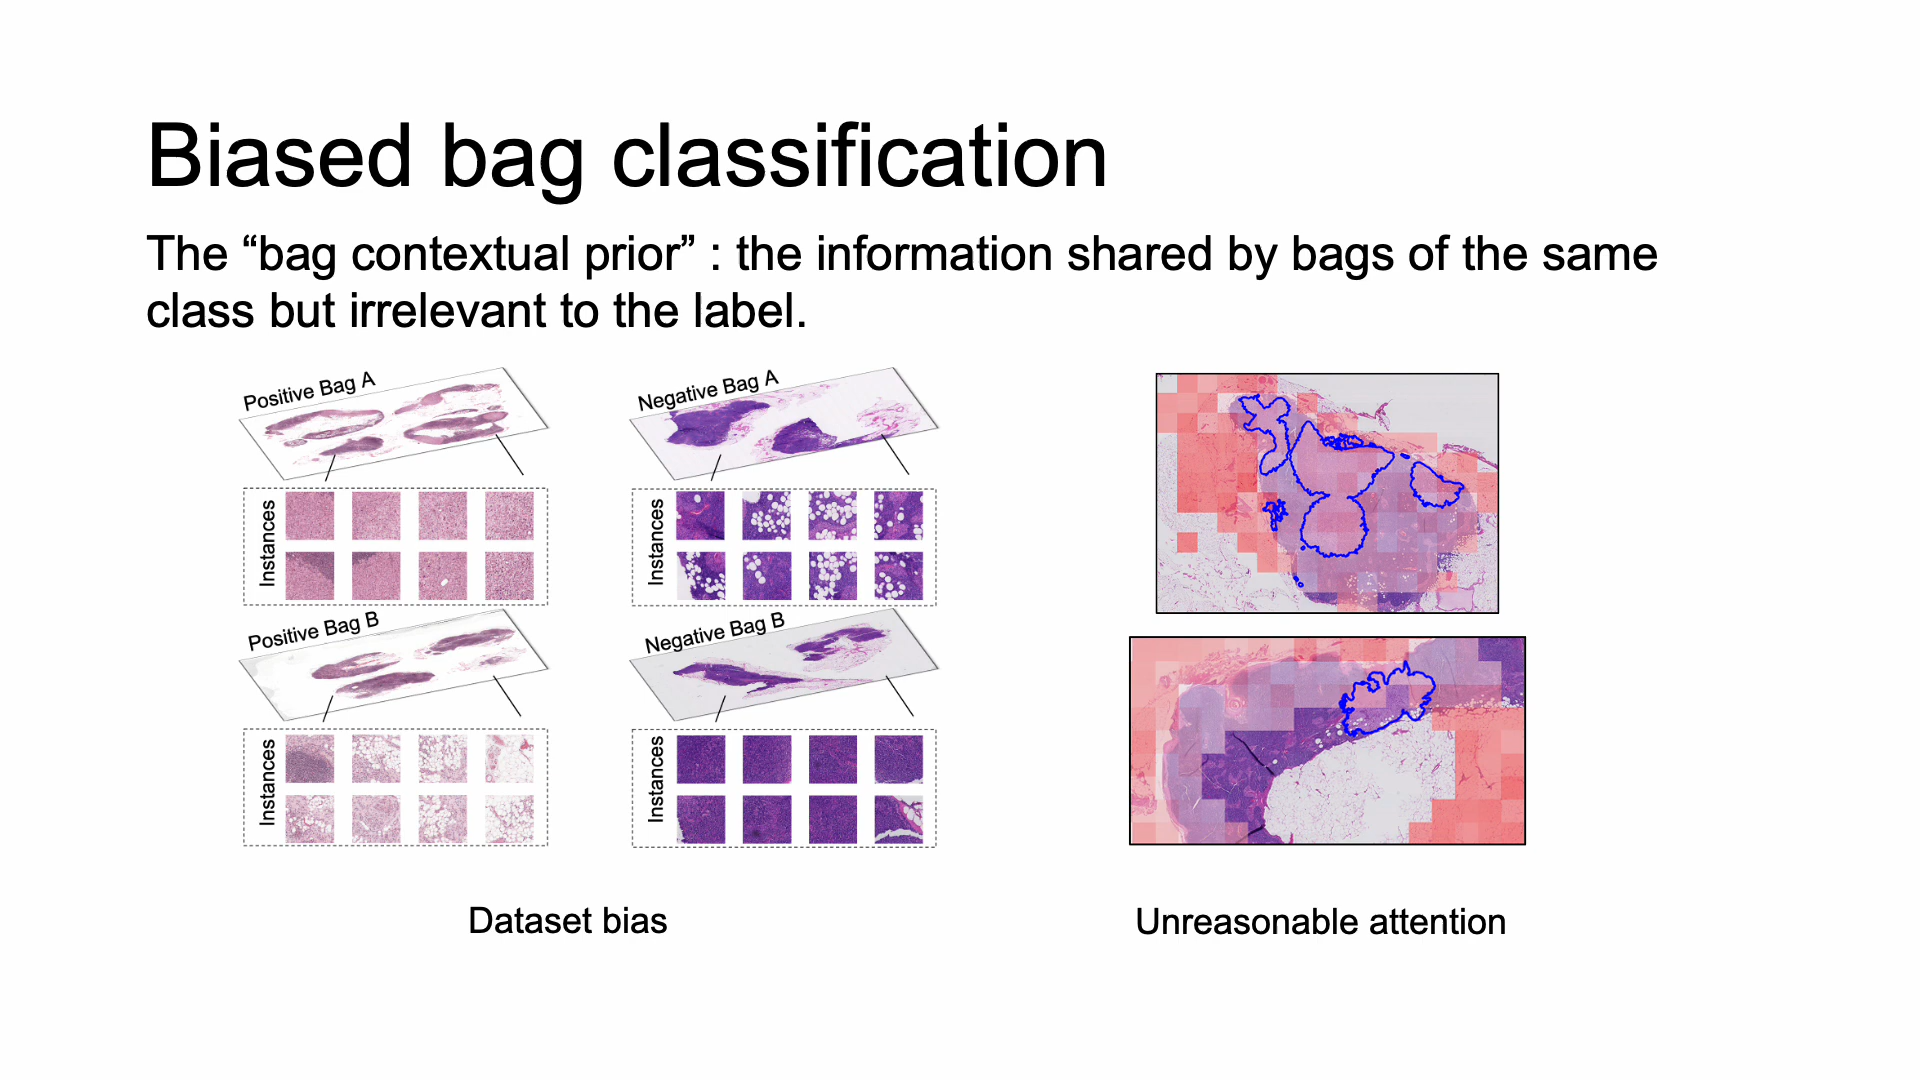 Biased bag classification
The “bag contextual prior” : the information shared by bags of the same
class but irrelevant to the label.
Positive Bag A
Instances
Positive Bag B
Instances
Negative Bag A
Instances
Negative Bag B
Instances
Dataset bias
Unreasonable attention